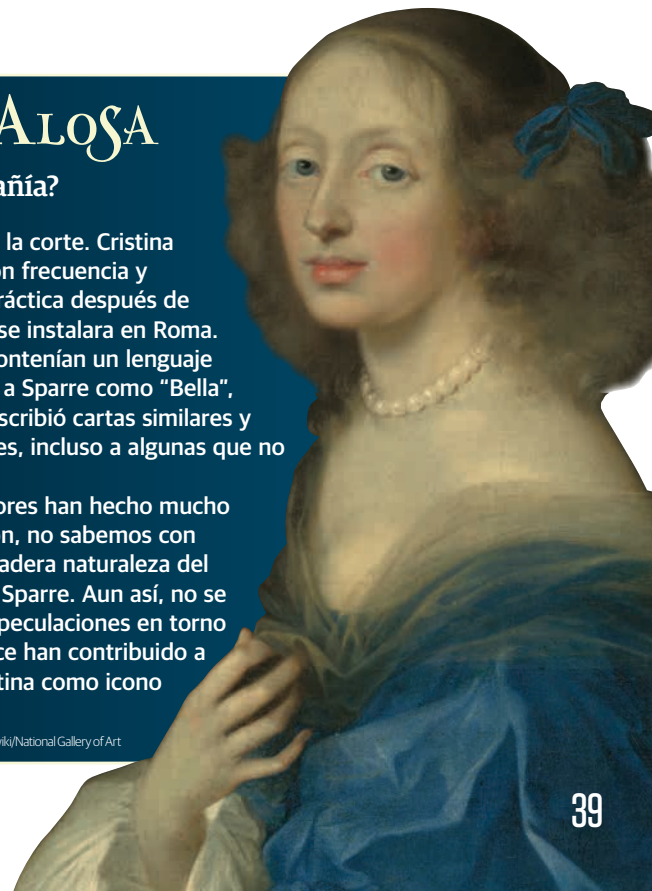 ALOSA
añía?
la corte. Cristina
on frecuencia y
ráctica después de
se instalara en Roma.
ontenían un lenguaje
a Sparre como “Bella”,
scribió cartas similares y
es, incluso a algunas que no
ores han hecho mucho
ón, no sabemos con
adera naturaleza del
Sparre. Aun así, no se
peculaciones en torno
ce han contribuido a
tina como icono
viki/National Gallery of Art
39